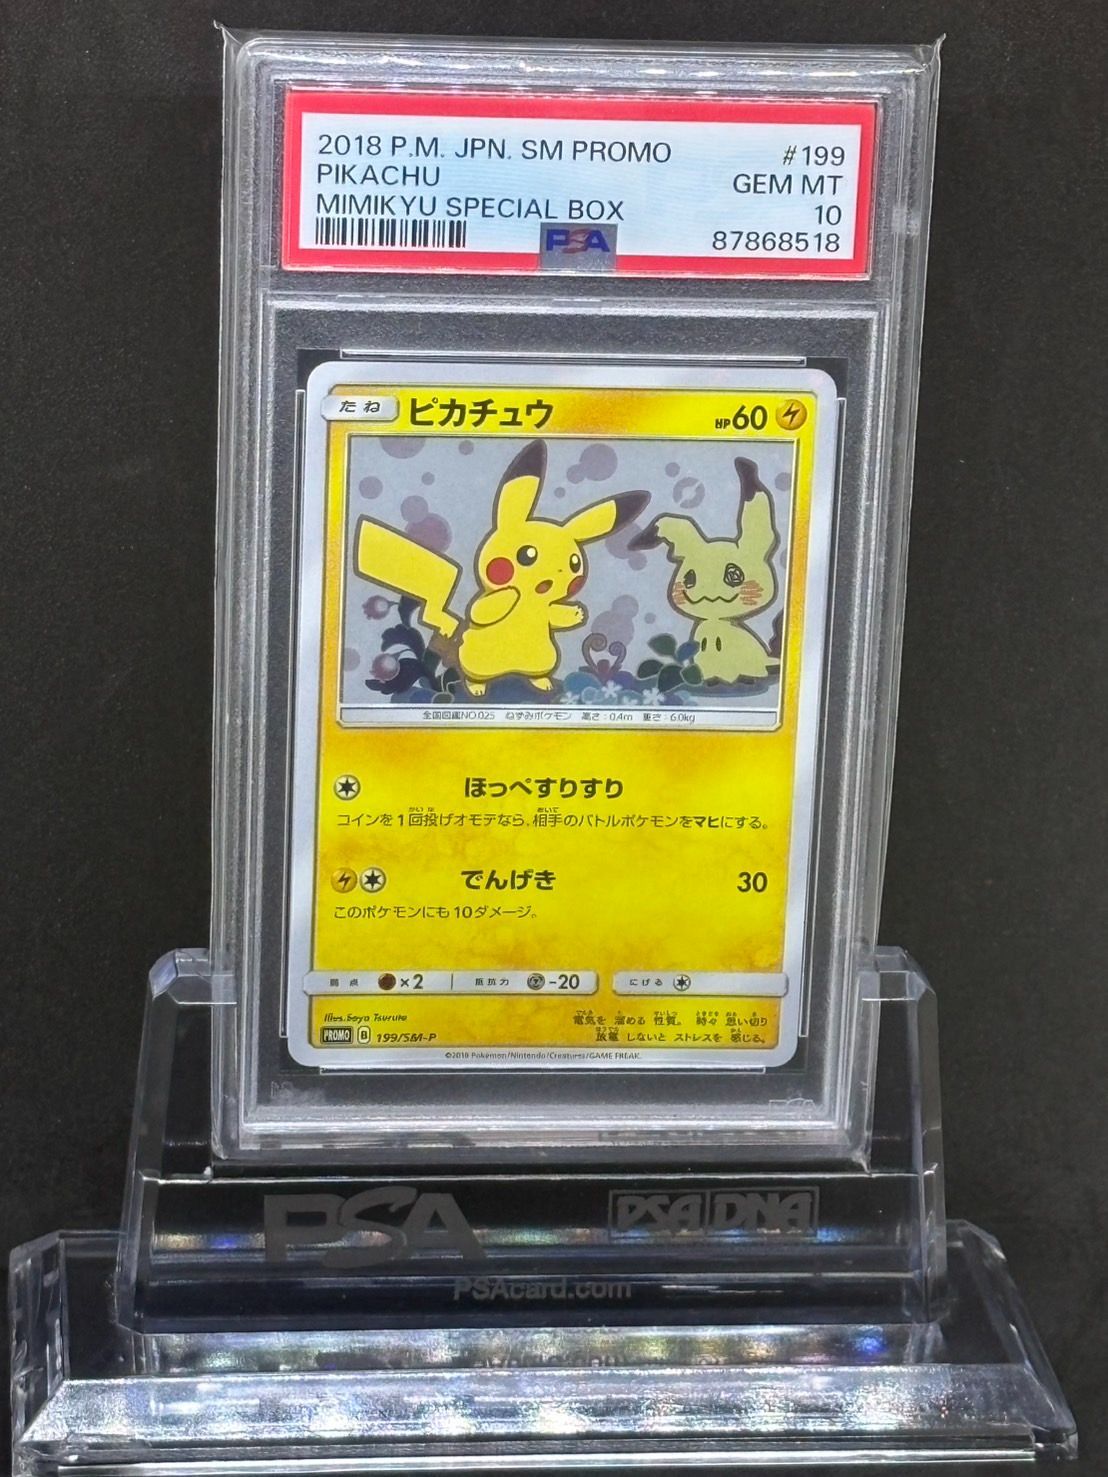 2018 P.M. JPN. SM PROMO #199
PIKACHU GEM MT
MIMIKYU SPECIAL BOX 10
PSA 87868518
たね ピカチュウ HP60
全国図鑑NO.025 ねずみポケモン 高さ:0.4m 重さ:6.0kg
ほっぺすりすり
コインを1回投げオモテなら、相手のバトルポケモンをマヒにする。
でんげき 30
このポケモンにも10ダメージ。
弱点 ×2 抵抗力 -20 にげる
Illus.Saya Tsuruta
電気を 溜める 性質。 時々 思い切り
放電 しないと ストレスを 感じる。
PROMO B 199/SM-P
©2018 Pokémon/Nintendo/Creatures/GAME FREAK.
PSA PSA DNA
PSAcard.com